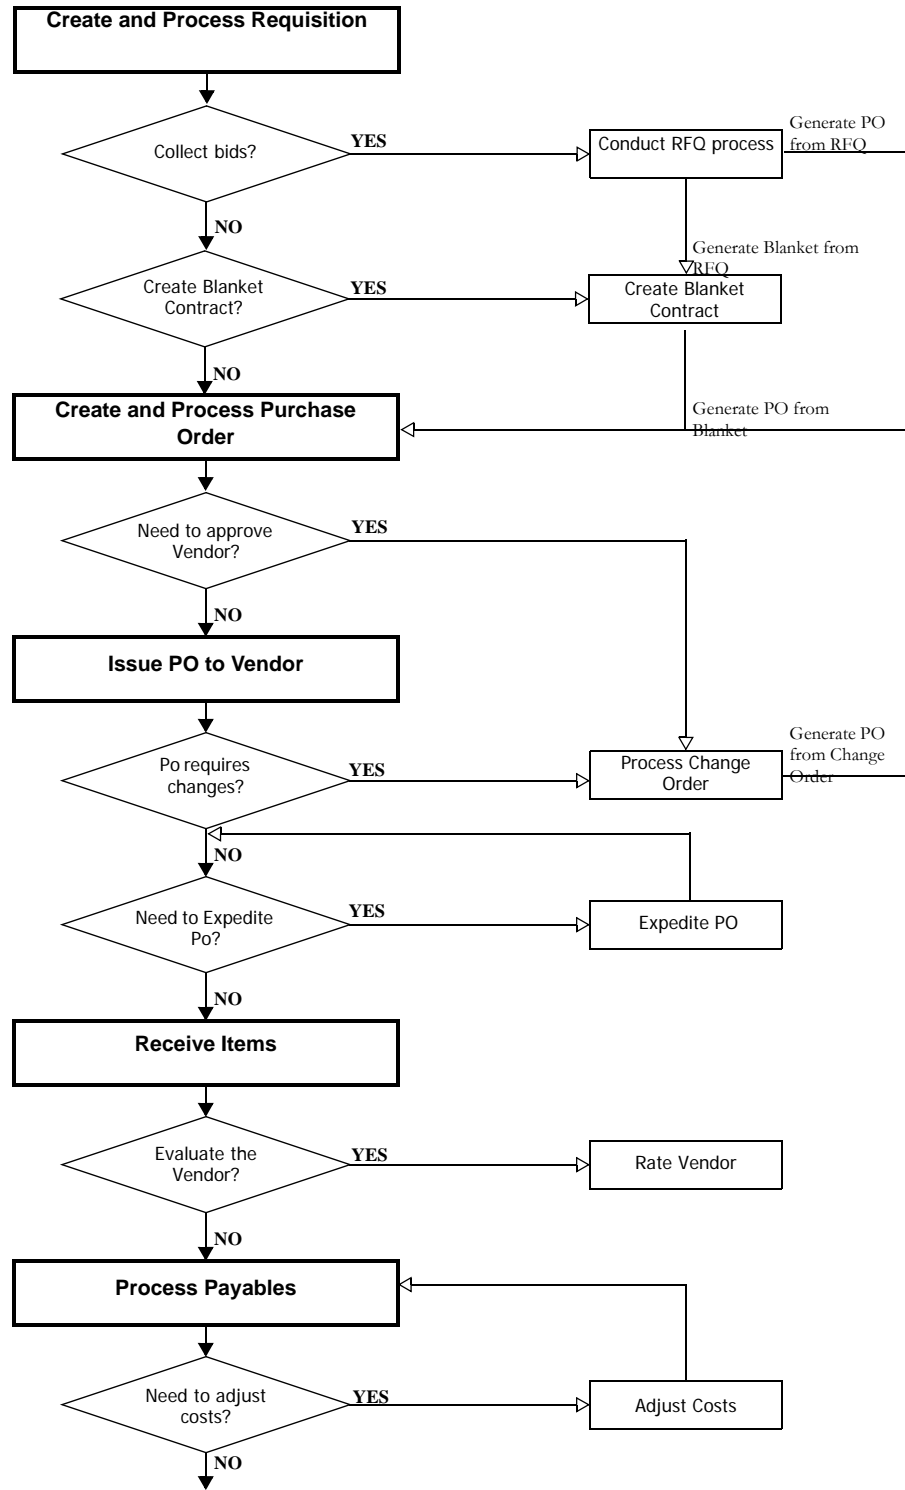 Create and Process Requisition
Collect bids?
YES
Conduct RFQ process
Generate PO
from RFQ
NO
Generate Blanket from
RFQ
Create Blanket
Contract?
YES
Create Blanket
Contract
NO
Create and Process Purchase
Order
Generate PO from
Blanket
Need to approve
Vendor?
YES
NO
Issue PO to Vendor
Po requires
changes?
YES
Process Change
Order
Generate PO
from Change
Order
NO
Need to Expedite
Po?
YES
Expedite PO
NO
Receive Items
Evaluate the
Vendor?
YES
Rate Vendor
NO
Process Payables
Need to adjust
costs?
YES
Adjust Costs
NO